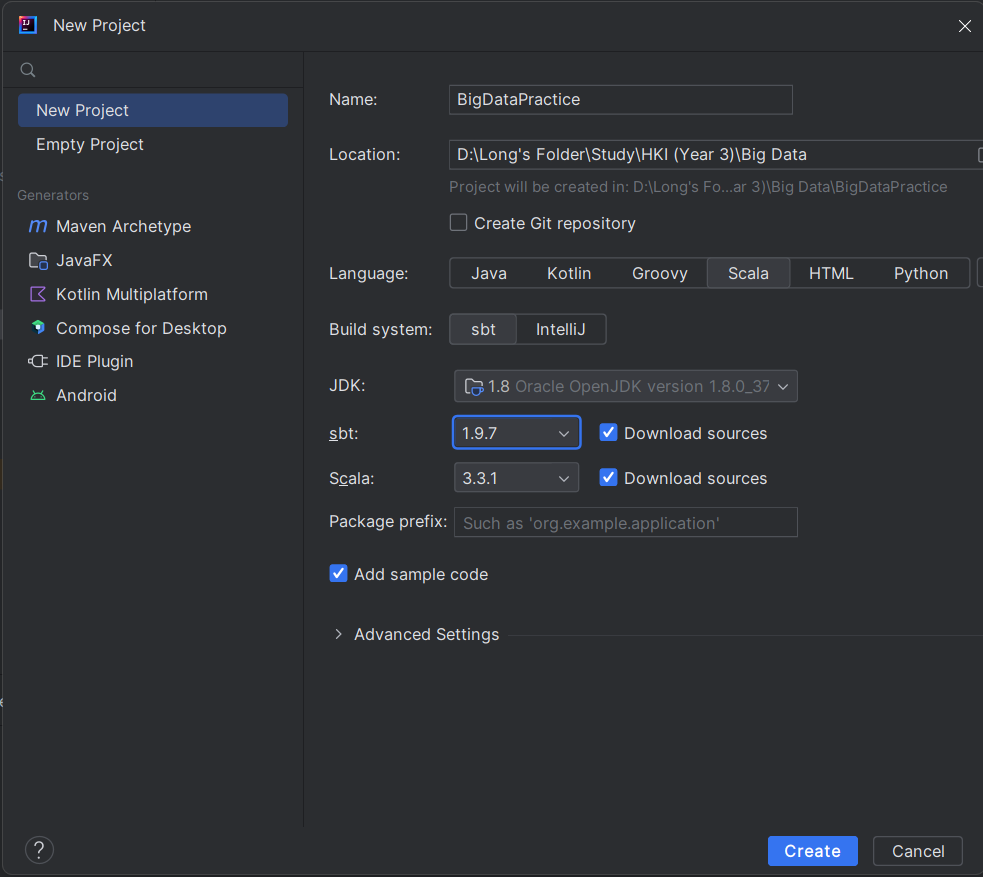 New Project
New Project
Empty Project
Generators
Maven Archetype
JavaFX
Kotlin Multiplatform
Compose for Desktop
IDE Plugin
Android
Name: BigDataPractice
Location: D:\Long's Folder\Study\HKI (Year 3)\Big Data
Project will be created in: D:\Long's Fo...ar 3)\Big Data\BigDataPractice
Create Git repository
Language: Java Kotlin Groovy Scala HTML Python
Build system: sbt IntelliJ
JDK: 1.8 Oracle OpenJDK version 1.8.0_37
sbt: 1.9.7 Download sources
Scala: 3.3.1 Download sources
Package prefix: Such as 'org.example.application'
Add sample code
Advanced Settings
? Create Cancel